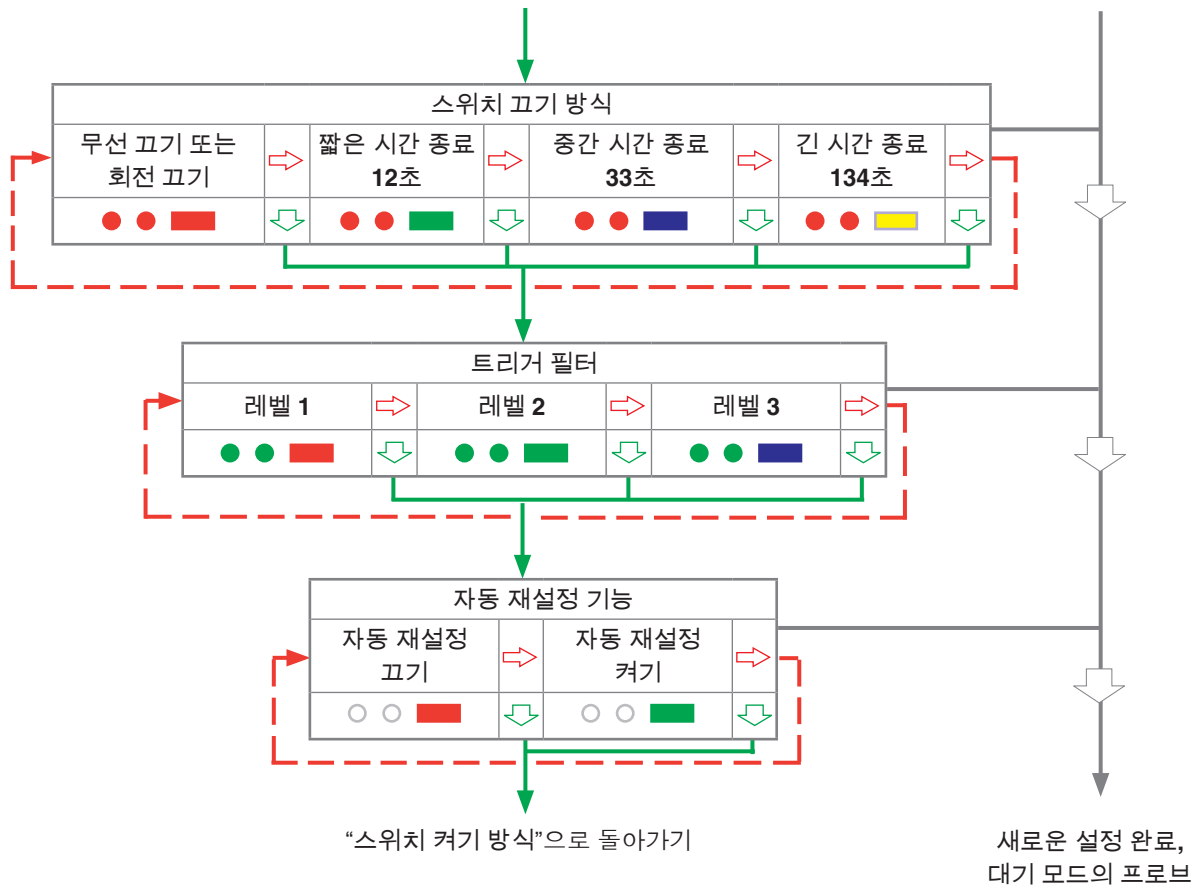 스위치 끄기 방식
무선 끄기 또는
회전 끄기
짧은 시간 종료
12초
중간 시간 종료
33초
긴 시간 종료
134초
트리거 필터
레벨 1
레벨 2
레벨 3
자동 재설정 기능
자동 재설정
끄기
자동 재설정
켜기
“스위치 켜기 방식”으로 돌아가기
새로운 설정 완료,
대기 모드의 프로브